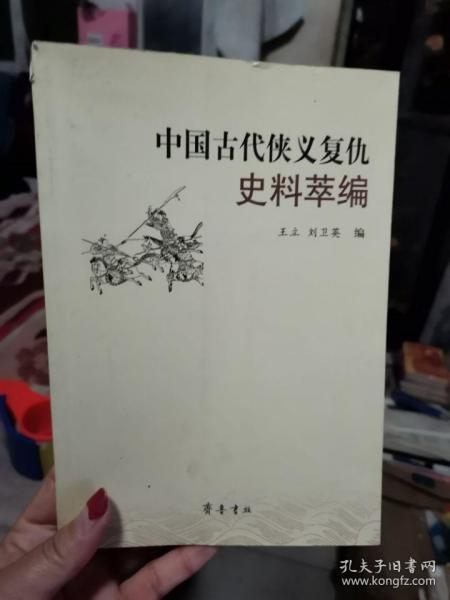 中国古代侠义复仇
史料萃编
王立 刘卫英 编
齐鲁书社
孔夫子旧书网
www.kongfz.com